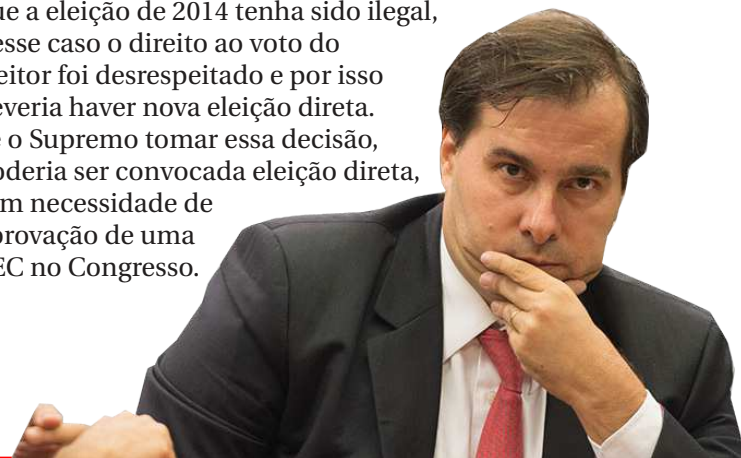 ue a eleição de 2014 tenha sido ilegal,
esse caso o direito ao voto do
eitor foi desrespeitado e por isso
everia haver nova eleição direta.
e o Supremo tomar essa decisão,
oderia ser convocada eleição direta,
m necessidade de
provação de uma
EC no Congresso.